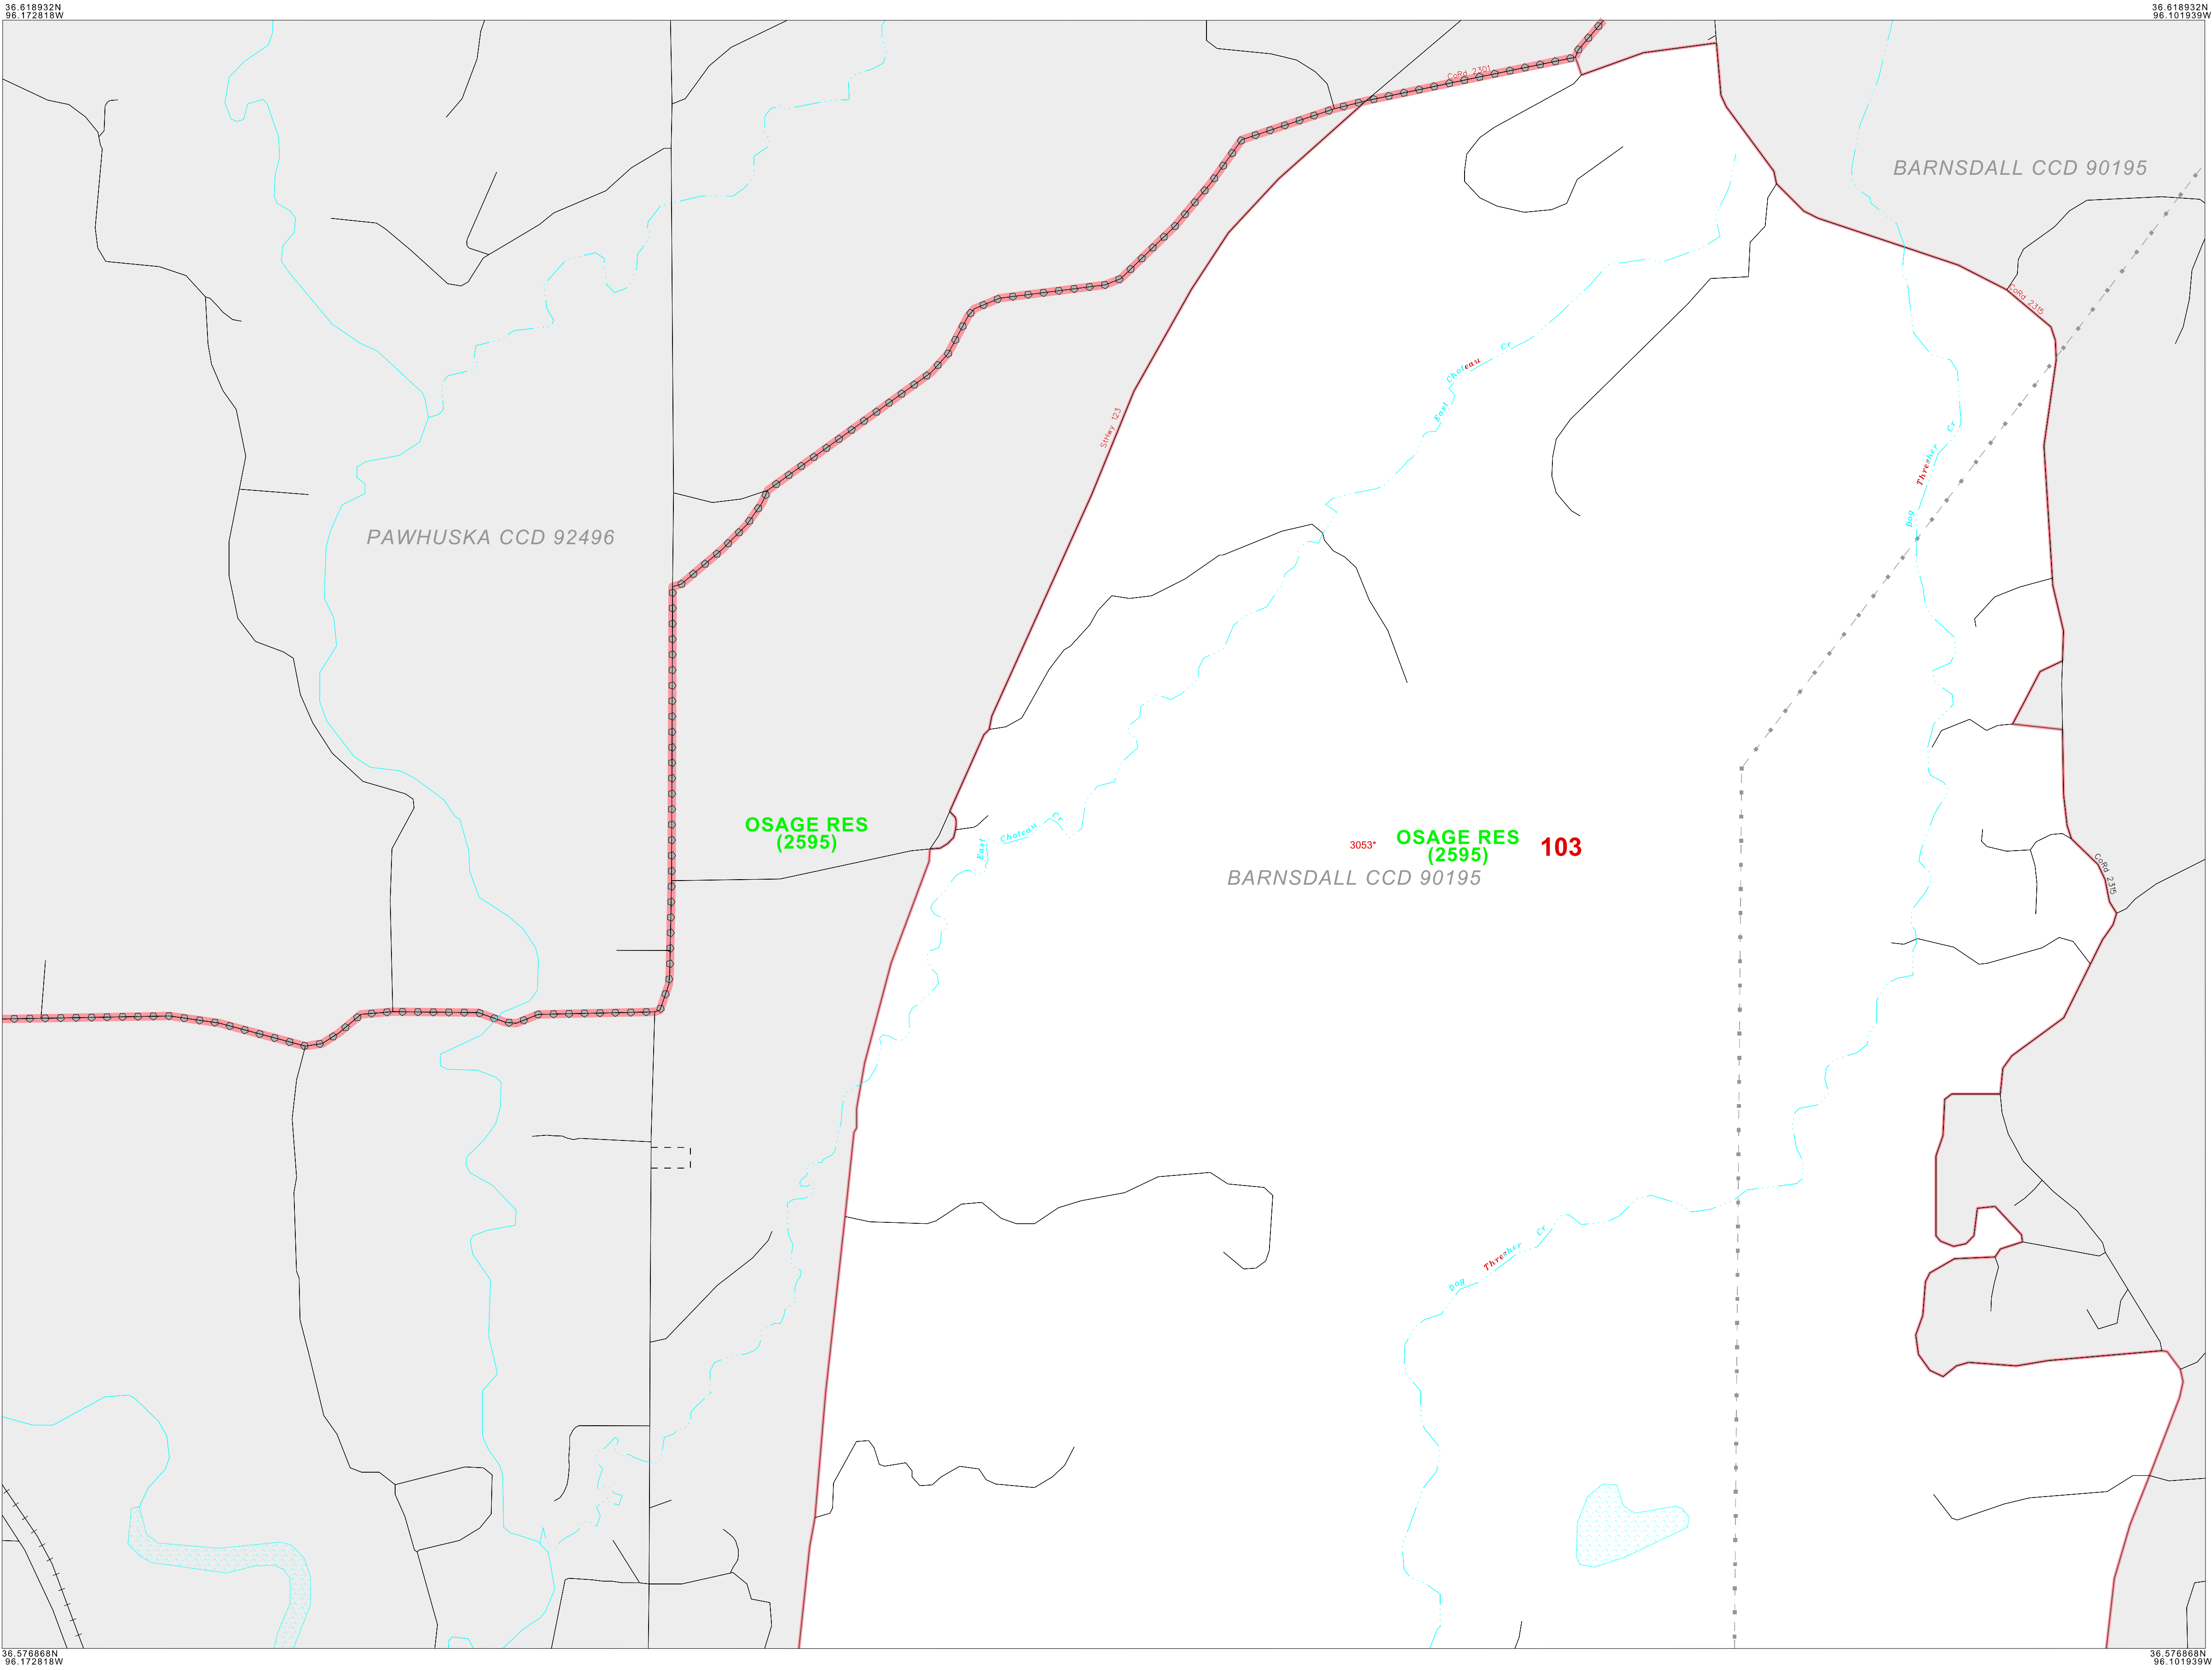 36.618932N
96.172818W
36.618932N
96.101939W
CoRd 2301
BARNSDALL CCD 90195
CoRd 2315
East Choteau Cr
StHwy 123
Dog Thresher Cr
PAWHUSKA CCD 92496
OSAGE RES
(2595)
East Choteau Cr
3053*
OSAGE RES
(2595)
103
BARNSDALL CCD 90195
CoRd 2315
Dog Thresher Cr
36.576868N
96.172818W
36.576868N
96.101939W